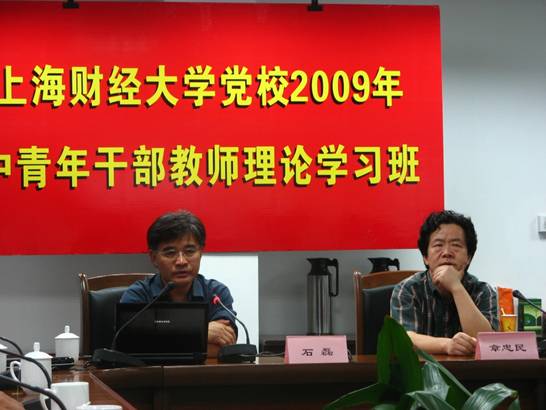 上海财经大学党校2009年
中青年干部教师理论学习班
石磊
章忠民